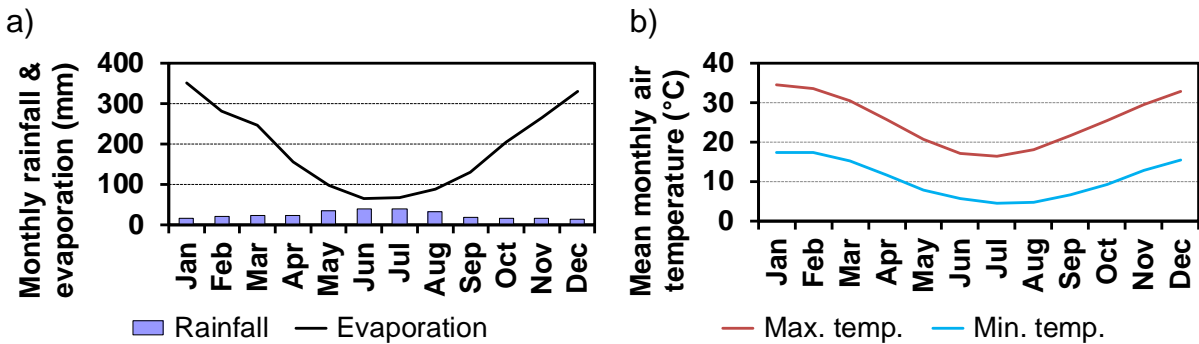 a)
Monthly rainfall &
evaporation (mm)
400
300
200
100
0
Jan
Feb
Mar
Apr
May
Jun
Jul
Aug
Sep
Oct
Nov
Dec
Rainfall
Evaporation
b)
Mean monthly air
temperature (°C)
40
30
20
10
0
Jan
Feb
Mar
Apr
May
Jun
Jul
Aug
Sep
Oct
Nov
Dec
Max. temp.
Min. temp.